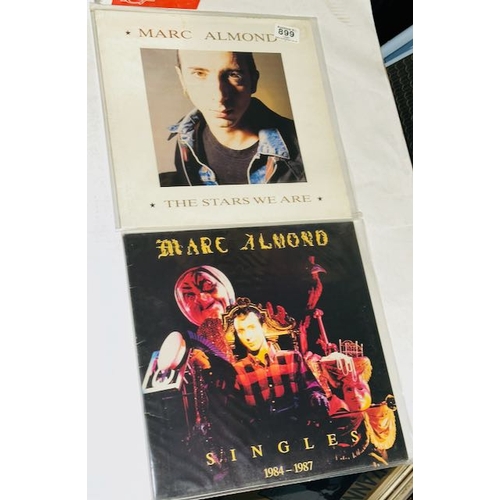 ★ MARC ALMOND
899
★ THE STARS WE ARE ★
MARC ALMOND
SINGLES
1984 - 1987